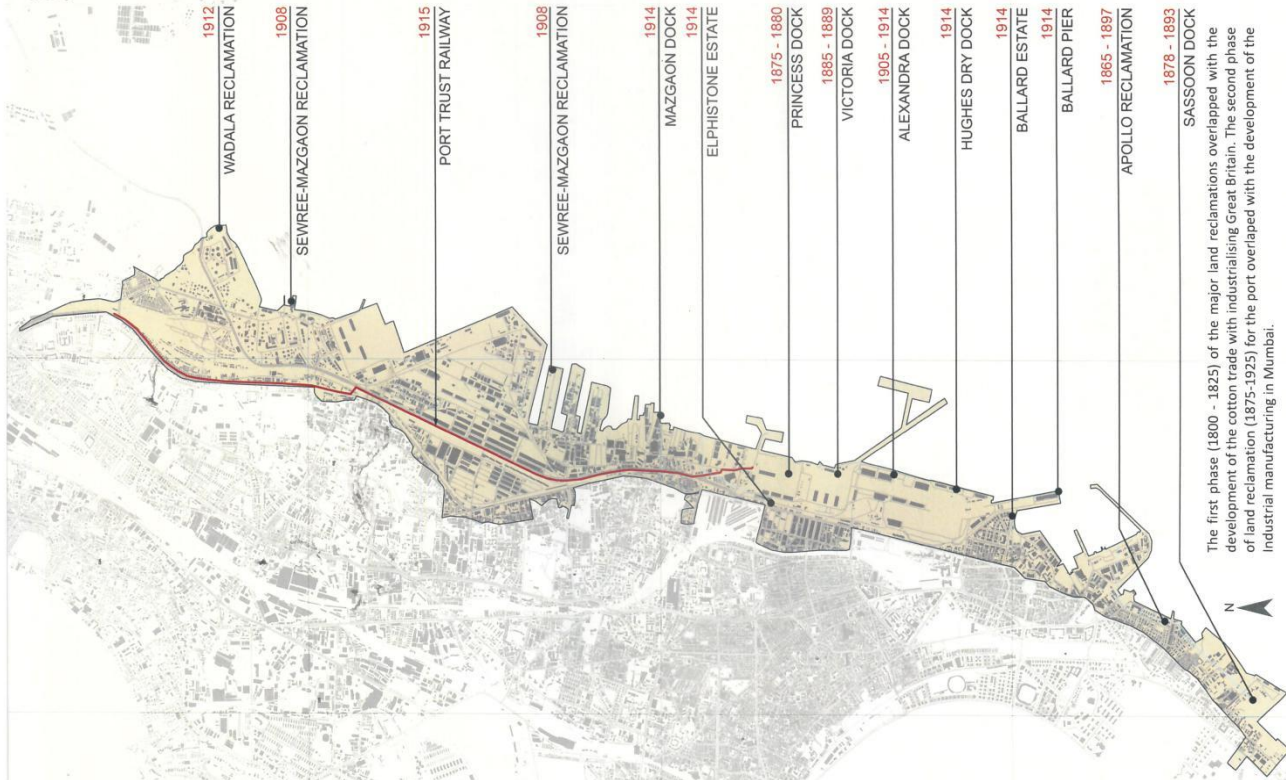 1912
WADALA RECLAMATION
1908
SEWREE-MAZGAON RECLAMATION
1915
PORT TRUST RAILWAY
1908
SEWREE-MAZGAON RECLAMATION
1914
MAZGAON DOCK
1914
ELPHISTONE ESTATE
1875 - 1880
PRINCESS DOCK
1885 - 1889
VICTORIA DOCK
1905 - 1914
ALEXANDRA DOCK
1914
HUGHES DRY DOCK
1914
BALLARD ESTATE
1914
BALLARD PIER
1865 - 1897
APOLLO RECLAMATION
1878 - 1893
SASSOON DOCK
N
The first phase (1800 - 1825) of the major land reclamations overlapped with the
development of the cotton trade with industrialising Great Britain. The second phase
of land reclamation (1875-1925) for the port overlaped with the development of the
Industrial manufacturing in Mumbai.